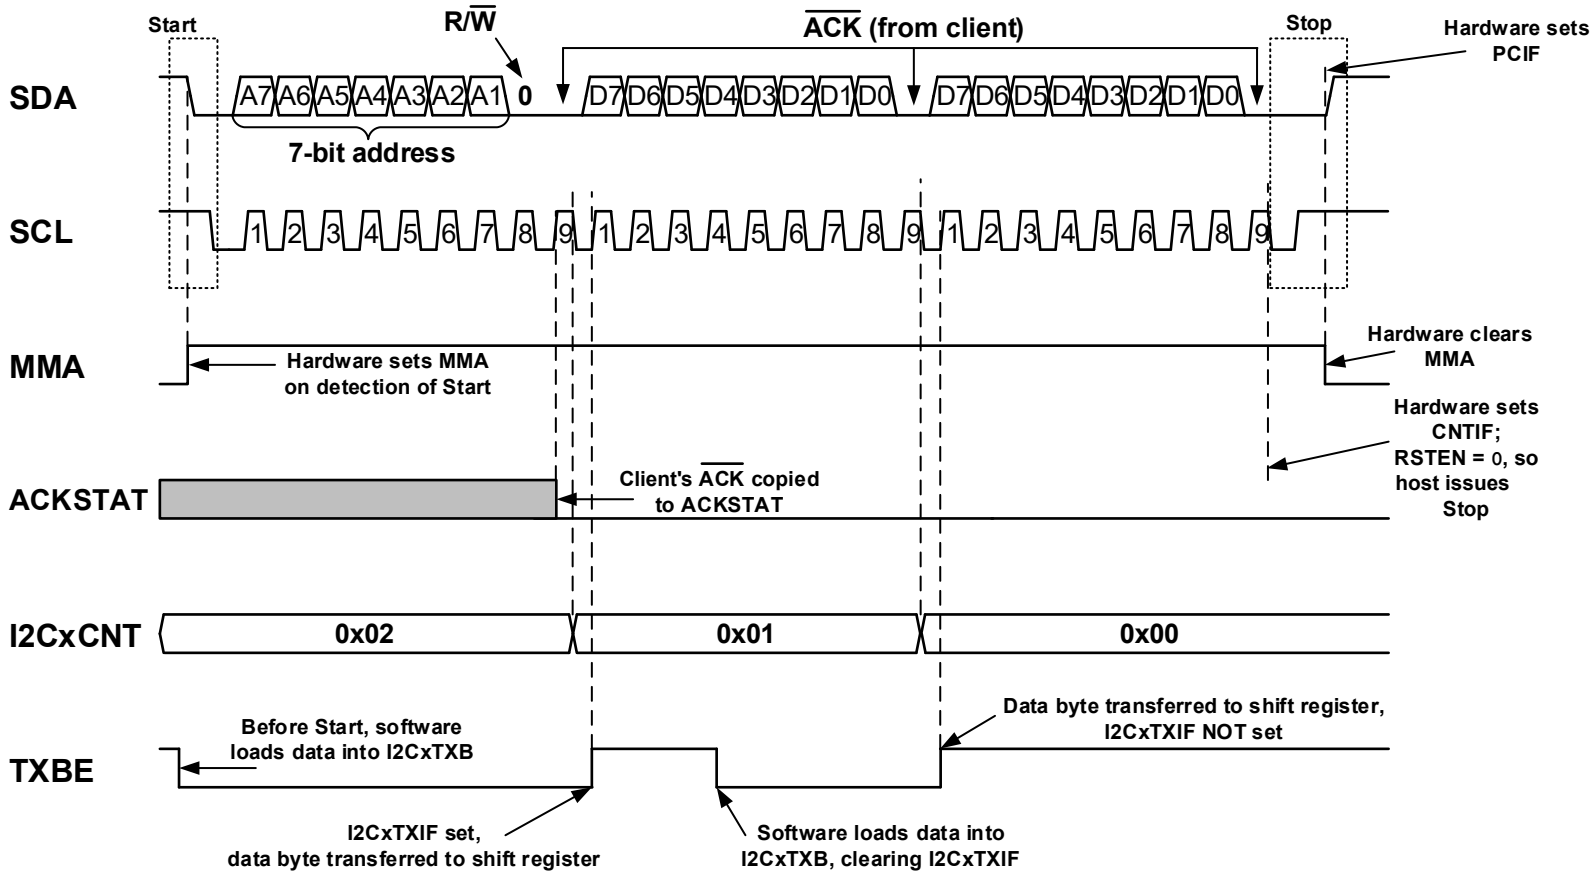 Start
R/W
ACK (from client)
Stop
Hardware sets
PCIF
SDA
A7 A6 A5 A4 A3 A2 A1 0 D7 D6 D5 D4 D3 D2 D1 D0 D7 D6 D5 D4 D3 D2 D1 D0
7-bit address
SCL
1 2 3 4 5 6 7 8 9 1 2 3 4 5 6 7 8 9 1 2 3 4 5 6 7 8 9
MMA
Hardware sets MMA
on detection of Start
Hardware clears
MMA
Hardware sets
CNTIF;
RSTEN = 0, so
host issues
Stop
ACKSTAT
Client's ACK copied
to ACKSTAT
I2CxCNT
0x02 0x01 0x00
TXBE
Before Start, software
loads data into I2CxTXB
Data byte transferred to shift register,
I2CxTXIF NOT set
I2CxTXIF set,
data byte transferred to shift register
Software loads data into
I2CxTXB, clearing I2CxTXIF